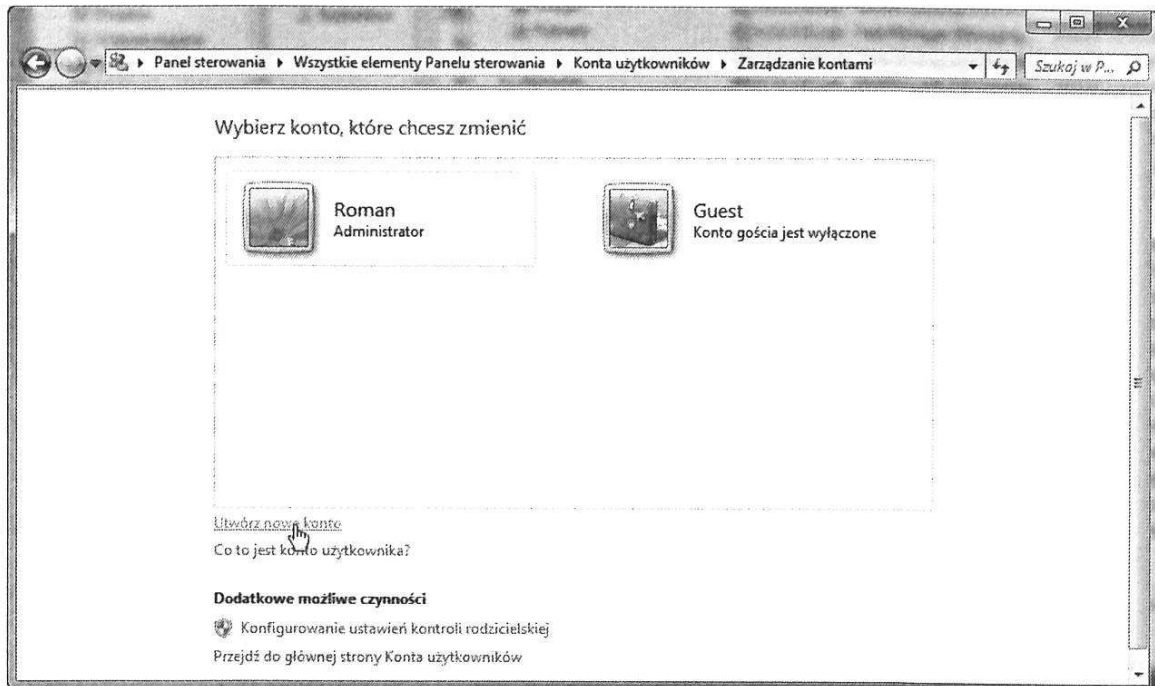 Panel sterowania ▸ Wszystkie elementy Panelu sterowania ▸ Konta użytkowników ▸ Zarządzanie kontami
Szukaj w P...
Wybierz konto, które chcesz zmienić
Roman
Administrator
Guest
Konto gościa jest wyłączone
Utwórz nowe konto
Co to jest konto użytkownika?
Dodatkowe możliwe czynności
Konfigurowanie ustawień kontroli rodzicielskiej
Przejdź do głównej strony Konta użytkowników